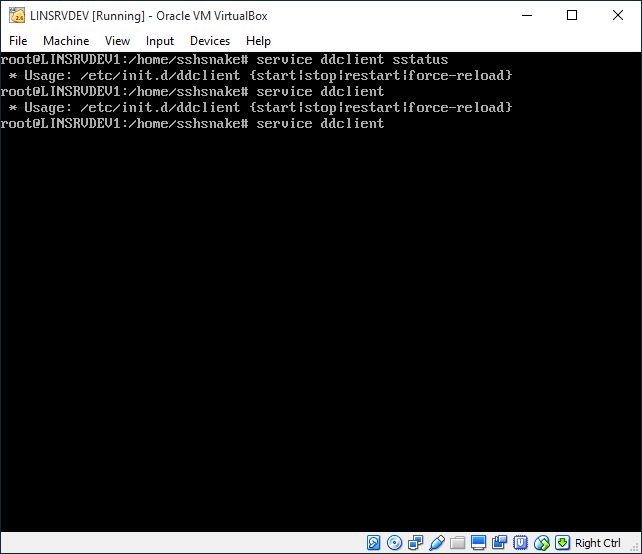 LINSRVDEV [Running] - Oracle VM VirtualBox
File Machine View Input Devices Help
root@LINSRVDEV1:/home/sshsnake# service ddclient sstatus
* Usage: /etc/init.d/ddclient {start|stop|restart|force-reload}
root@LINSRVDEV1:/home/sshsnake# service ddclient
* Usage: /etc/init.d/ddclient {start|stop|restart|force-reload}
root@LINSRVDEV1:/home/sshsnake# service ddclient
Right Ctrl